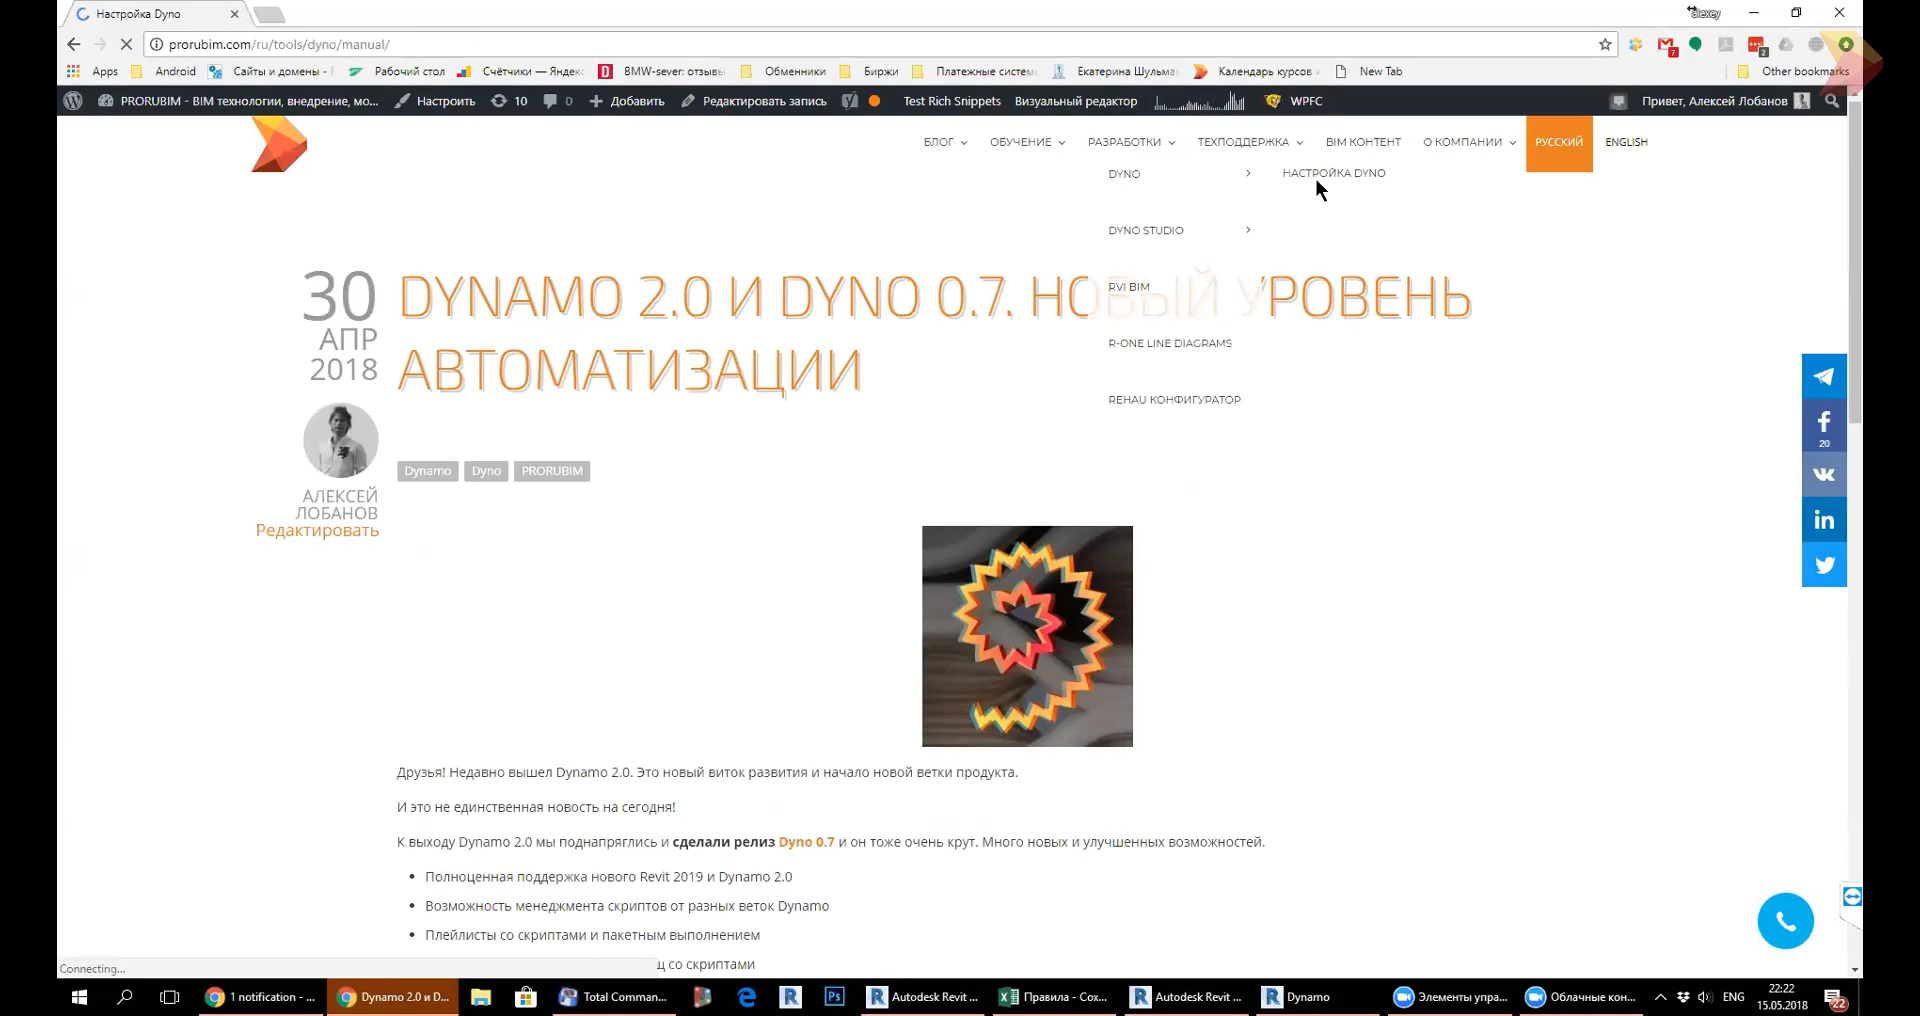 Настройка Dyno
alexey
prorubim.com/ru/tools/dyno/manual/
7
2
Apps Android Сайты и домены - Рабочий стол Счётчики — Яндекс BMW-sever: отзывы Обменники Биржи Платежные систем Екатерина Шульма Календарь курсов New Tab Other bookmarks
PRORUBIM - BIM технологии, внедрение, мо... Настроить 10 0 Добавить Редактировать запись Test Rich Snippets Визуальный редактор WPFC Привет, Алексей Лобанов
БЛОГ ОБУЧЕНИЕ РАЗРАБОТКИ ТЕХПОДДЕРЖКА BIM КОНТЕНТ О КОМПАНИИ РУССКИЙ ENGLISH
DYNO НАСТРОЙКА DYNO
DYNO STUDIO
RVI BIM
R-ONE LINE DIAGRAMS
REHAU КОНФИГУРАТОР
30
АПР
2018
DYNAMO 2.0 И DYNO 0.7. НОВЫЙ УРОВЕНЬ
АВТОМАТИЗАЦИИ
Dynamo Dyno PRORUBIM
АЛЕКСЕЙ
ЛОБАНОВ
Редактировать
20
Друзья! Недавно вышел Dynamo 2.0. Это новый виток развития и начало новой ветки продукта.
И это не единственная новость на сегодня!
К выходу Dynamo 2.0 мы поднапряглись и сделали релиз Dyno 0.7 и он тоже очень крут. Много новых и улучшенных возможностей.
• Полноценная поддержка нового Revit 2019 и Dynamo 2.0
• Возможность менеджмента скриптов от разных веток Dynamo
• Плейлисты со скриптами и пакетным выполнением
щ со скриптами
Connecting...
1 notification - ... Dynamo 2.0 и D... Total Comman... Autodesk Revit ... Правила - Сох... Autodesk Revit ... Dynamo Элементы упра... Облачные кон... ENG
22:22
15.05.2018
22